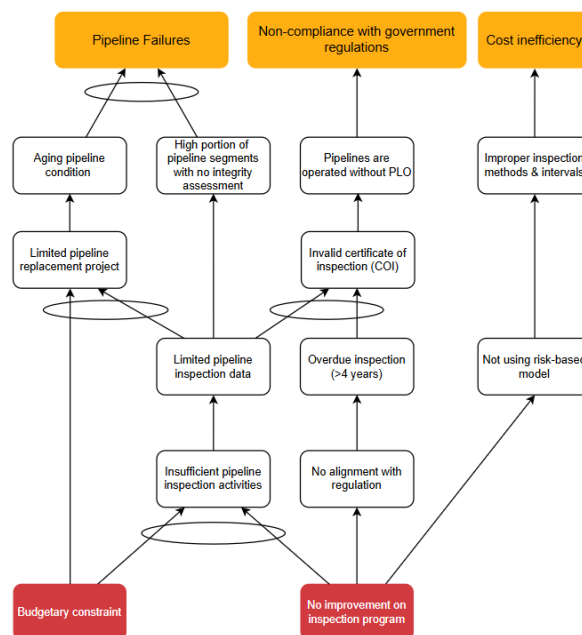 Pipeline Failures
Non-compliance with government
regulations
Cost inefficiency
Aging pipeline
condition
High portion of
pipeline segments
with no integrity
assessment
Pipelines are
operated without PLO
Improper inspection
methods & intervals
Limited pipeline
replacement project
Invalid certificate of
inspection (COI)
Limited pipeline
inspection data
Overdue inspection
(>4 years)
Not using risk-based
model
Insufficient pipeline
inspection activities
No alignment with
regulation
Budgetary constraint
No improvement on
inspection program